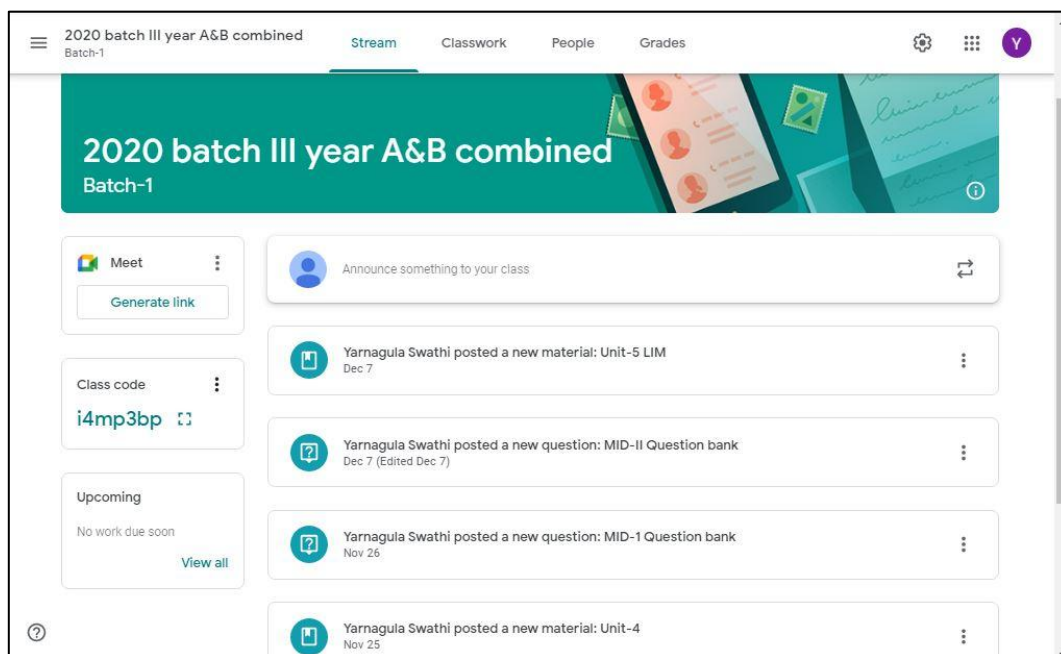 2020 batch III year A&B combined
Batch-1
Stream
Classwork
People
Grades
Y
2020 batch III year A&B combined
Batch-1
Meet
Generate link
Class code
i4mp3bp
Upcoming
No work due soon
View all
Announce something to your class
Yarnagula Swathi posted a new material: Unit-5 LIM
Dec 7
Yarnagula Swathi posted a new question: MID-II Question bank
Dec 7 (Edited Dec 7)
Yarnagula Swathi posted a new question: MID-1 Question bank
Nov 26
Yarnagula Swathi posted a new material: Unit-4
Nov 25